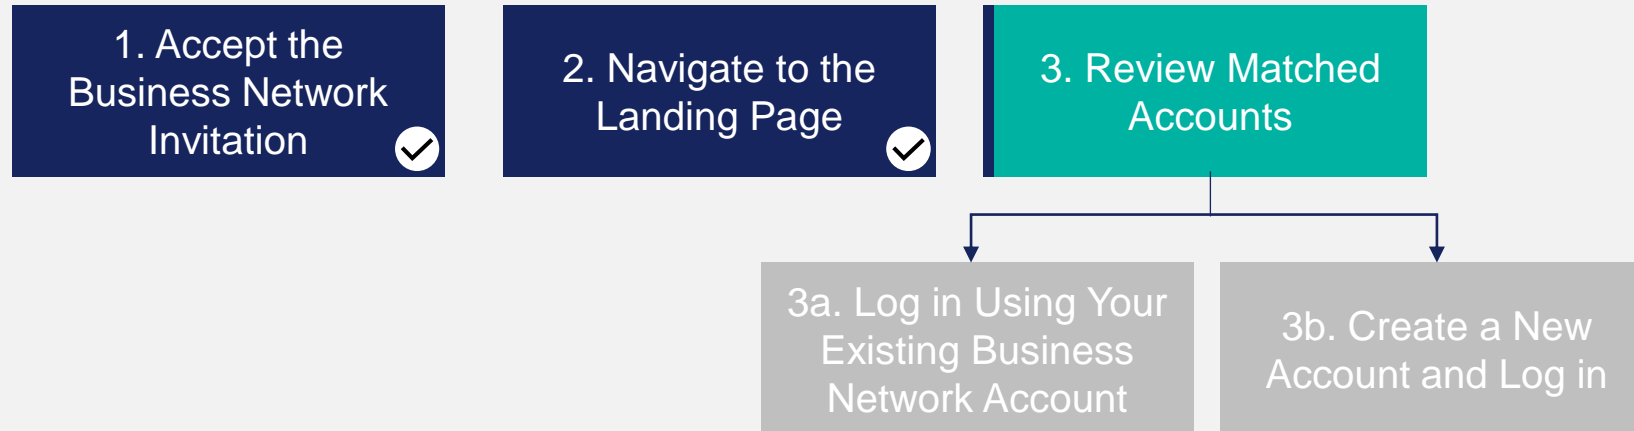 1. Accept the
Business Network
Invitation
2. Navigate to the
Landing Page
3. Review Matched
Accounts
3a. Log in Using Your
Existing Business
Network Account
3b. Create a New
Account and Log in